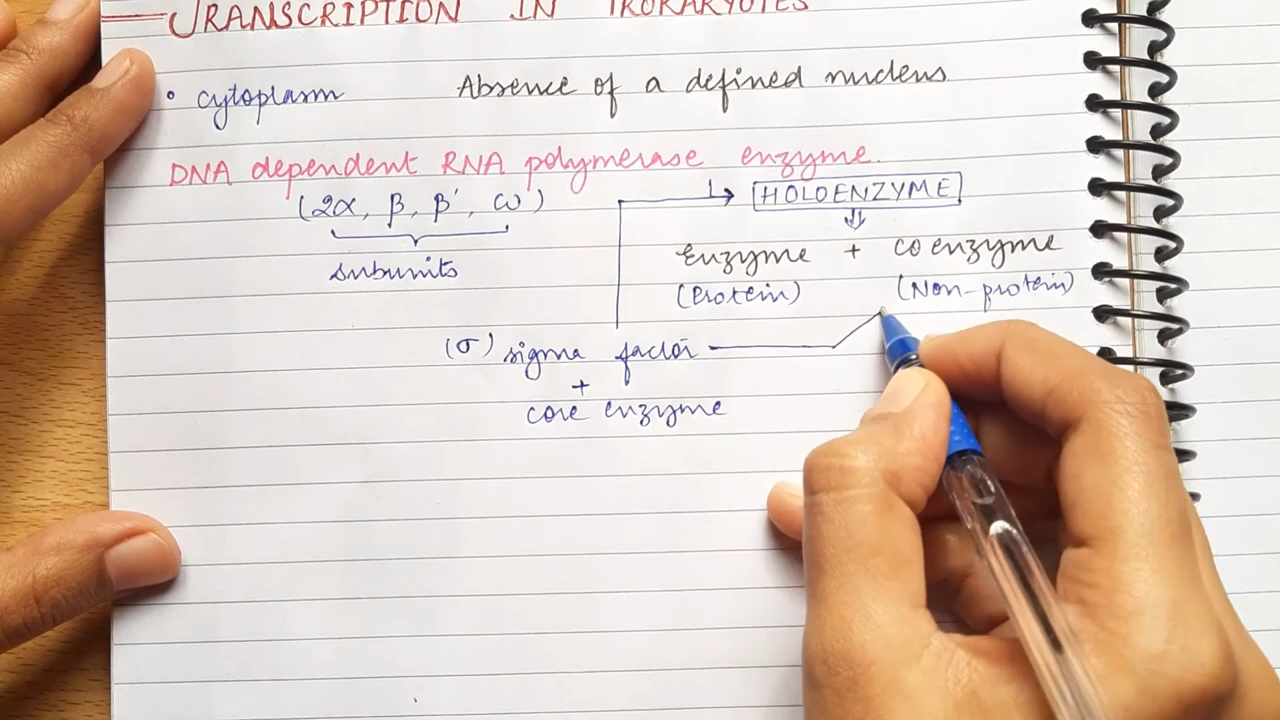 TRANSCRIPTION IN PROKARYOTES
• cytoplasm Absence of a defined nucleus
DNA dependent RNA polymerase enzyme.
(2α, β, β', ω) HOLOENZYME
subunits
Enzyme + coenzyme
(Protein) (Non-protein)
(σ) sigma factor
+
core enzyme